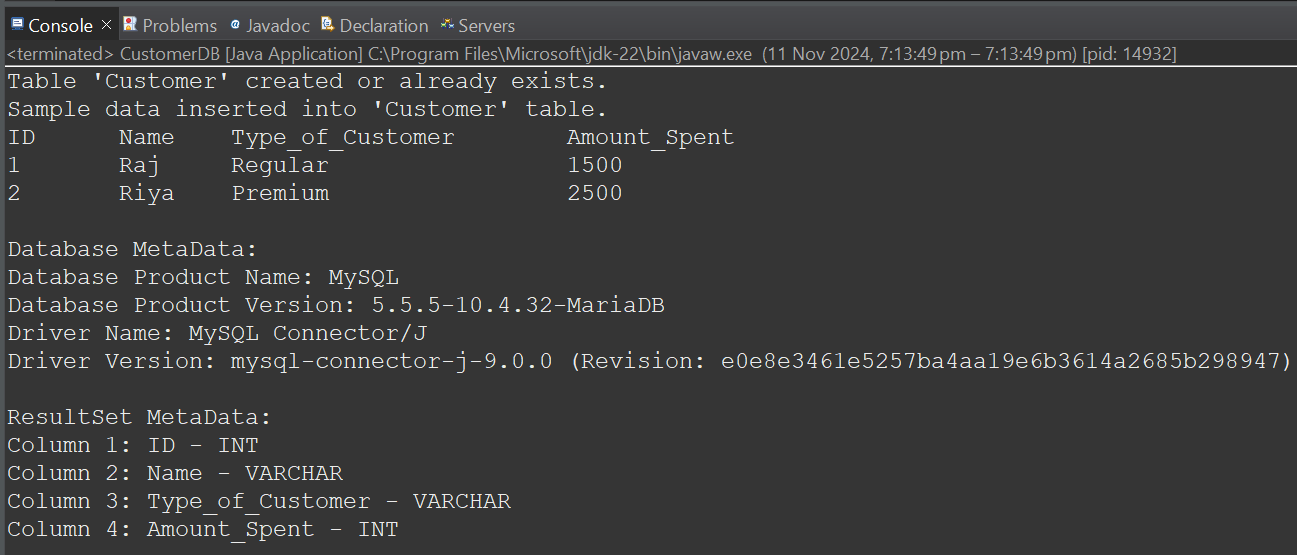 Console Problems Javadoc Declaration Servers
<terminated> CustomerDB [Java Application] C:\Program Files\Microsoft\jdk-22\bin\javaw.exe (11 Nov 2024, 7:13:49 pm – 7:13:49 pm) [pid: 14932]
Table 'Customer' created or already exists.
Sample data inserted into 'Customer' table.
ID Name Type_of_Customer Amount_Spent
1 Raj Regular 1500
2 Riya Premium 2500
Database MetaData:
Database Product Name: MySQL
Database Product Version: 5.5.5-10.4.32-MariaDB
Driver Name: MySQL Connector/J
Driver Version: mysql-connector-j-9.0.0 (Revision: e0e8e3461e5257ba4aa19e6b3614a2685b298947)
ResultSet MetaData:
Column 1: ID - INT
Column 2: Name - VARCHAR
Column 3: Type_of_Customer - VARCHAR
Column 4: Amount_Spent - INT